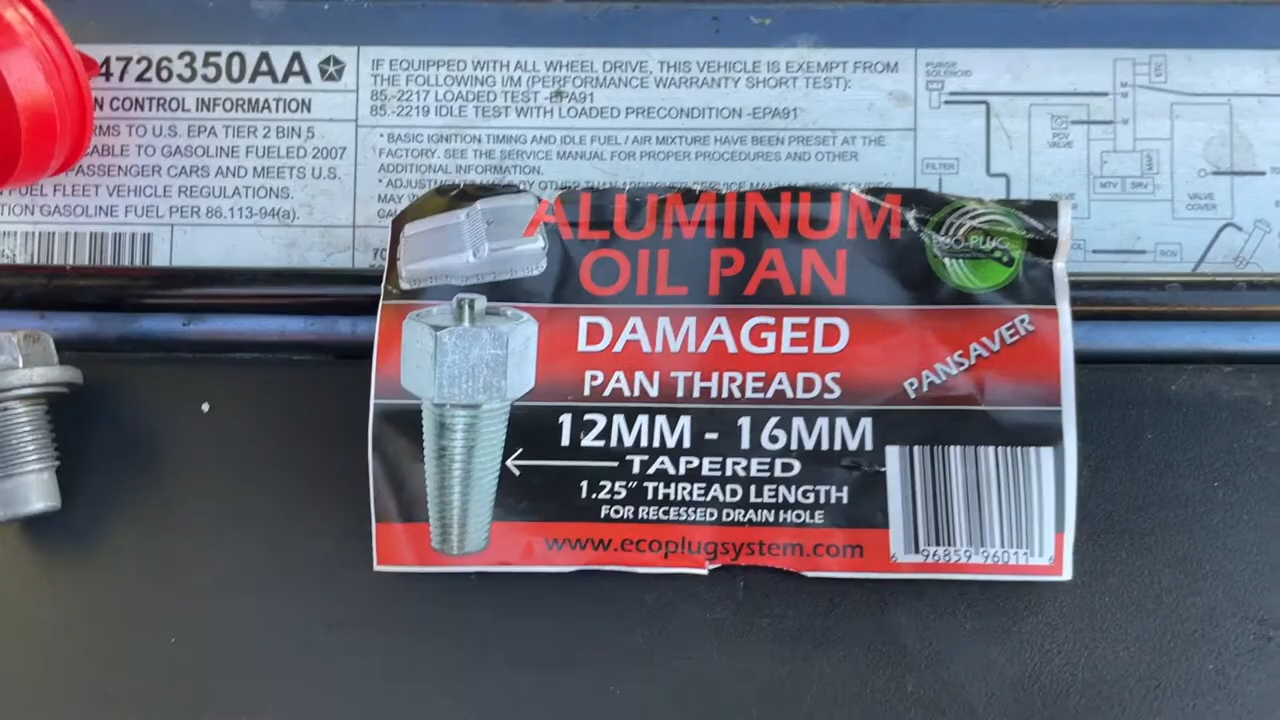 4726350AA
N CONTROL INFORMATION
RMS TO U.S. EPA TIER 2 BIN 5
CABLE TO GASOLINE FUELED 2007
PASSENGER CARS AND MEETS U.S.
FUEL FLEET VEHICLE REGULATIONS.
TION GASOLINE FUEL PER 86.113-94(a).
IF EQUIPPED WITH ALL WHEEL DRIVE, THIS VEHICLE IS EXEMPT FROM
THE FOLLOWING I/M (PERFORMANCE WARRANTY SHORT TEST):
85.-2217 LOADED TEST -EPA91
85.-2219 IDLE TEST WITH LOADED PRECONDITION -EPA91
* BASIC IGNITION TIMING AND IDLE FUEL / AIR MIXTURE HAVE BEEN PRESET AT THE
FACTORY. SEE THE SERVICE MANUAL FOR PROPER PROCEDURES AND OTHER
ADDITIONAL INFORMATION.
PURGE
SOLENOID
ETC
PCV
VALVE
FILTER
MAP
MTV SRV
VALVE
COVER
ALUMINUM
OIL PAN
ECO-PLUG
DAMAGED
PAN THREADS
PANSAVER
12MM - 16MM
TAPERED
1.25" THREAD LENGTH
FOR RECESSED DRAIN HOLE
www.ecoplugsystem.com
6 96859 96011 6